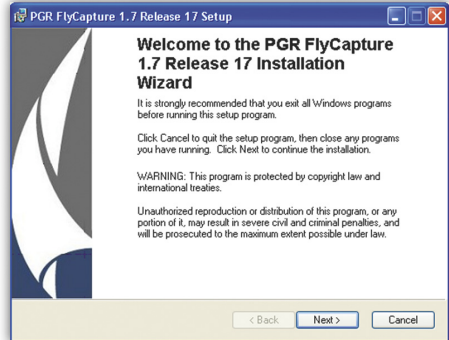 PGR FlyCapture 1.7 Release 17 Setup
Welcome to the PGR FlyCapture
1.7 Release 17 Installation
Wizard
It is strongly recommended that you exit all Windows programs
before running this setup program.
Click Cancel to quit the setup program, then close any programs
you have running. Click Next to continue the installation.
WARNING: This program is protected by copyright law and
international treaties.
Unauthorized reproduction or distribution of this program, or any
portion of it, may result in severe civil and criminal penalties, and
will be prosecuted to the maximum extent possible under law.
< Back Next > Cancel